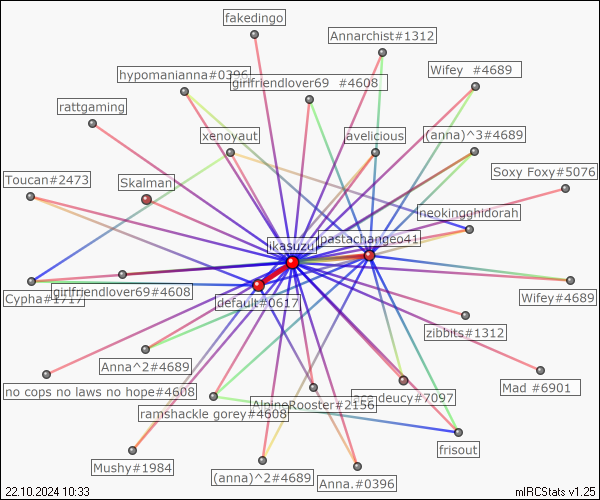 fakedingo
Annarchist#1312
hypomanianna#0396
girlfriendlover69 #4608
Wifey #4689
rattgaming
xenoyaut
avelicious
(anna)^3#4689
Soxy Foxy#5076
Toucan#2473
Skalman
neokingghidorah
ikasuzu
pastachangeo41
Cypha#1717
girlfriendlover69#4608
default#0617
Wifey#4689
zibbits#1312
Anna^2#4689
no cops no laws no hope#4608
ramshackle gorey#4608
AlpineRooster#2156
deucy#7097
Mad #6901
frisout
Mushy#1984
(anna)^2#4689
Anna.#0396
22.10.2024 10:33
mIRCStats v1.25